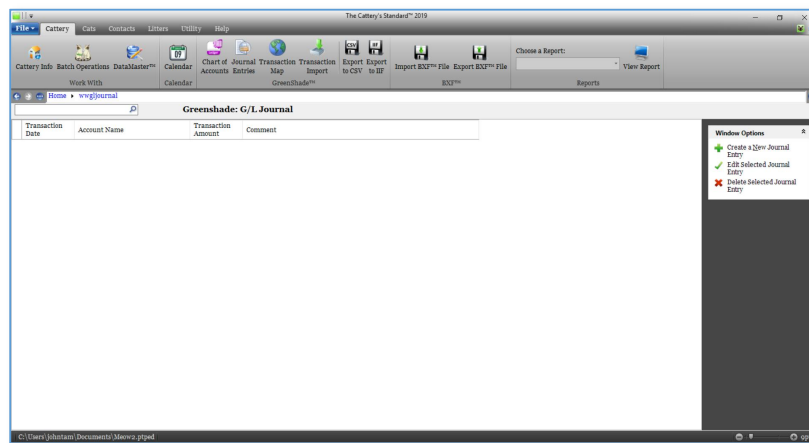 The Cattery's Standard™ 2019
File Cattery Cats Contacts Litters Utility Help
Cattery Info Batch Operations DataMaster™ Calendar Chart of Accounts Journal Entries Transaction Map Transaction Import Export to CSV Export to IIF Import BXF™ File Export BXF™ File Choose a Report: View Report
Work With Calendar GreenShade™ BXF™ Reports
Home wwgljournal
Greenshade: G/L Journal
Transaction Date Account Name Transaction Amount Comment
Window Options
Create a New Journal
Entry
Edit Selected Journal
Entry
Delete Selected Journal
Entry
C:\Users\johntam\Documents\Meow2.ptped